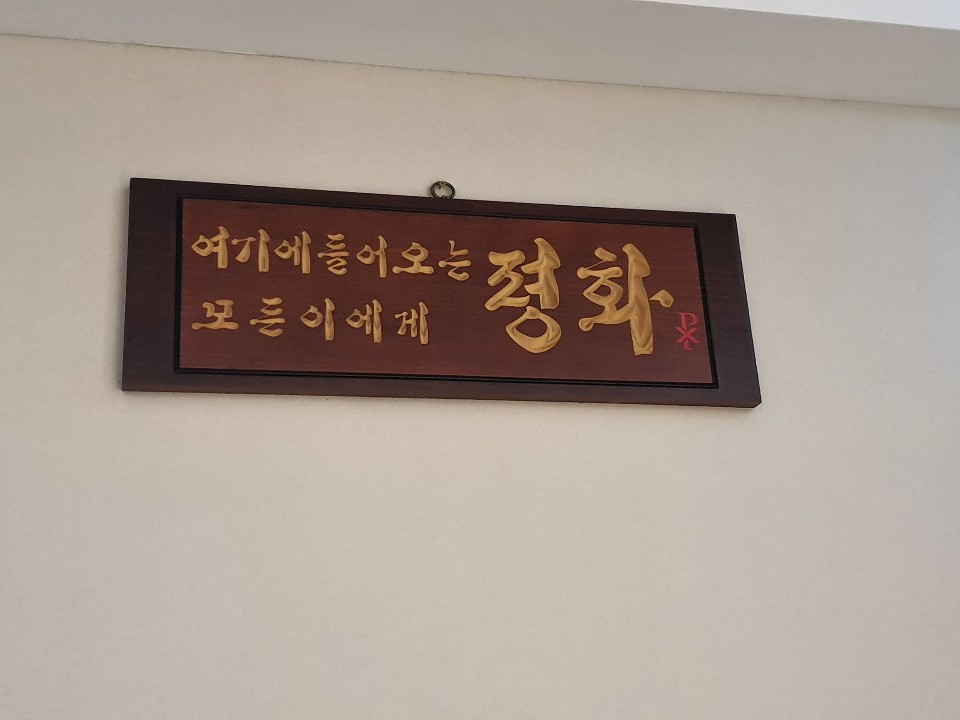 여기에 들어오는
모든 이에게
평화